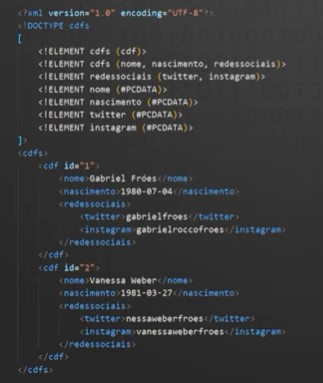 <?xml version="1.0" encoding="UTF-8"?>
<!DOCTYPE cdfs
[
<!ELEMENT cdfs (cdf)>
<!ELEMENT cdfs (nome, nascimento, redessociais)>
<!ELEMENT redessociais (twitter, instagram)>
<!ELEMENT nome (#PCDATA)>
<!ELEMENT nascimento (#PCDATA)>
<!ELEMENT twitter (#PCDATA)>
<!ELEMENT instagram (#PCDATA)>
]>
<cdfs>
<cdf id="1">
<nome>Gabriel Fróes</nome>
<nascimento>1980-07-04</nascimento>
<redessociais>
<twitter>gabrielfroes</twitter>
<instagram>gabrielroccofroes</instagram>
</redessociais>
</cdf>
<cdf id="2">
<nome>Vanessa Weber</nome>
<nascimento>1981-03-27</nascimento>
<redessociais>
<twitter>nessaweberfroes</twitter>
<instagram>vanessaweberfroes</instagram>
</redessociais>
</cdf>
</cdfs>